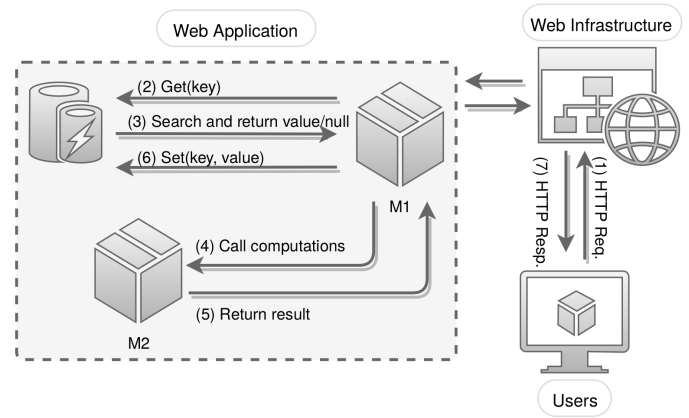 Web Application
Web Infrastructure
(2) Get(key)
(3) Search and return value/null
(6) Set(key, value)
M1
(7) HTTP Resp.
(1) HTTP Req.
(4) Call computations
(5) Return result
M2
Users